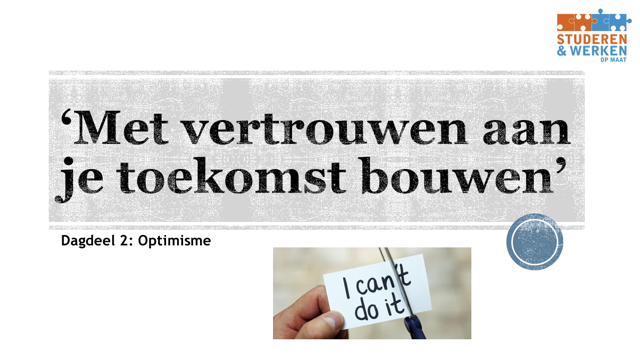 STUDEREN
& WERKEN
OP MAAT
‘Met vertrouwen aan
je toekomst bouwen’
Dagdeel 2: Optimisme
I can't
do it